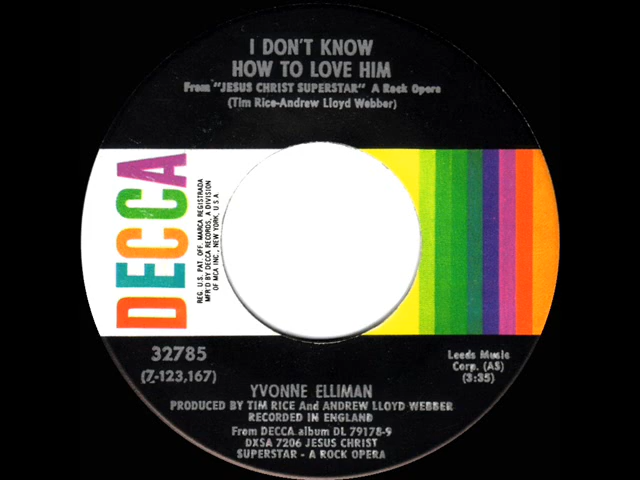 I DON'T KNOW
HOW TO LOVE HIM
From "JESUS CHRIST SUPERSTAR" A Rock Opera
(Tim Rice-Andrew Lloyd Webber)
DECCA
REG. U.S. PAT. OFF. MARCA REGISTRADA
MFR'D BY DECCA RECORDS, A DIVISION
OF MCA INC., NEW YORK, U.S.A
32785
(7-123,167)
Leeds Music
Corp. (AS)
(3:35)
YVONNE ELLIMAN
PRODUCED BY TIM RICE And ANDREW LLOYD WEBBER
RECORDED IN ENGLAND
From DECCA album DL 79178-9
DXSA 7206 JESUS CHRIST
SUPERSTAR - A ROCK OPERA